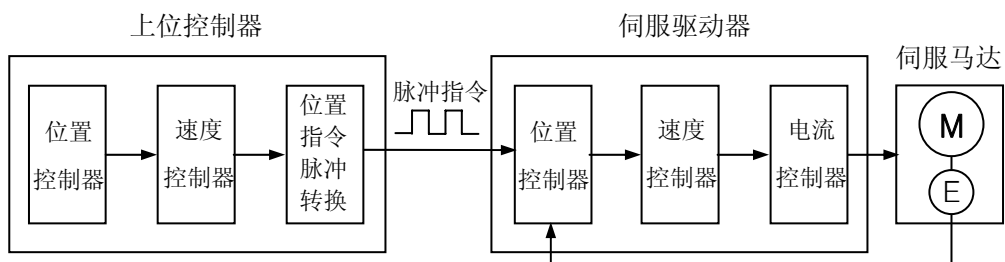 上位控制器
伺服驱动器
伺服马达
位置
控制器
速度
控制器
位置
指令
脉冲
转换
脉冲指令
位置
控制器
速度
控制器
电流
控制器
M
E